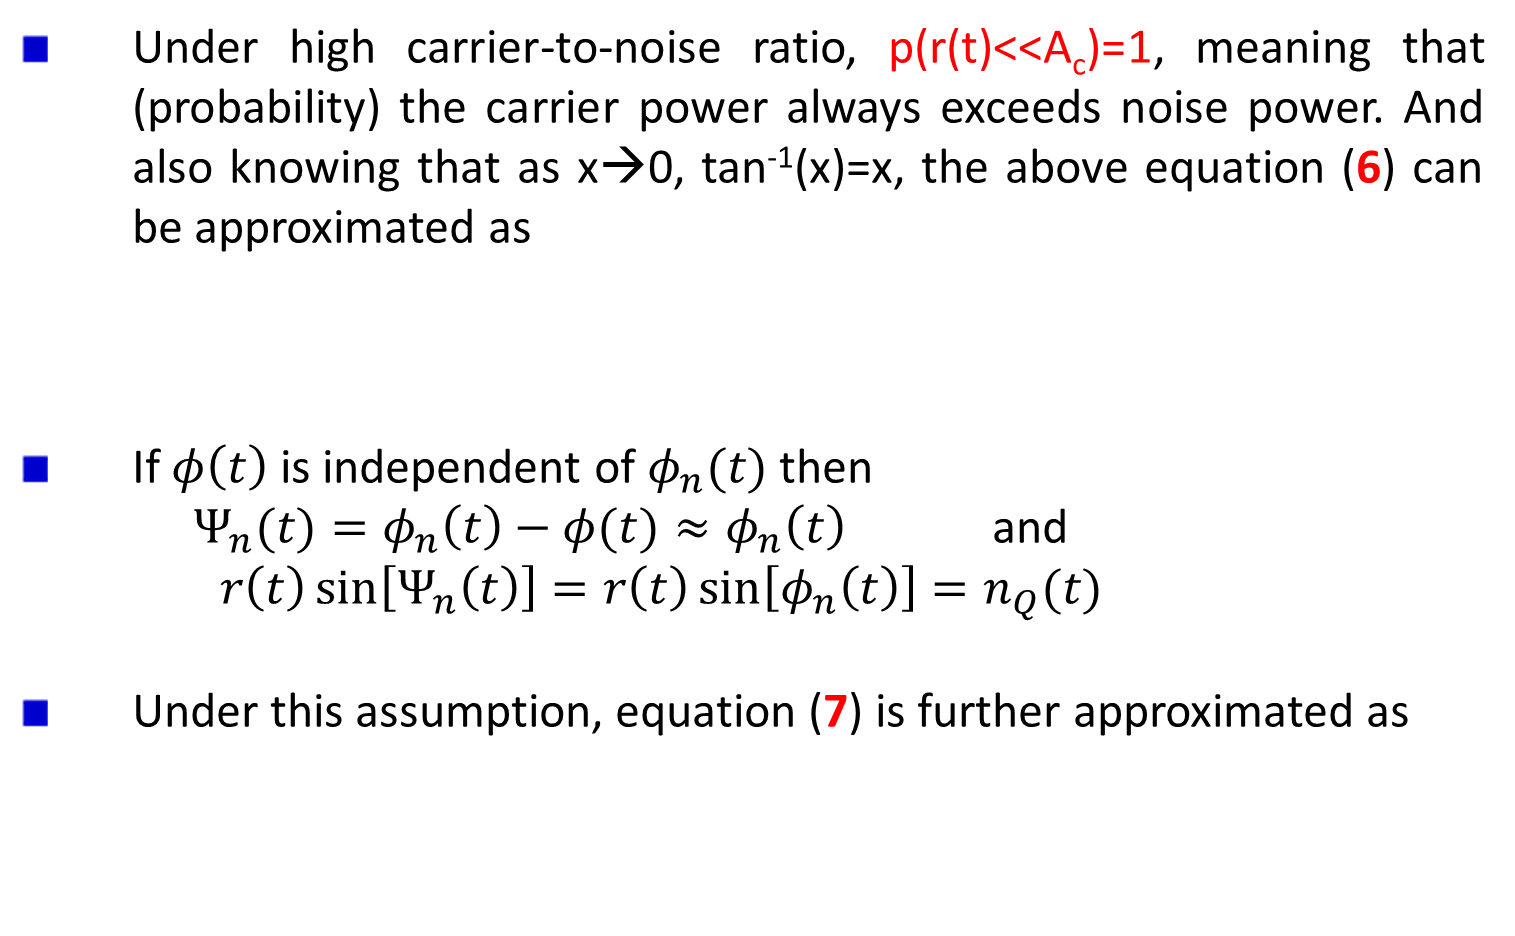 Under high carrier-to-noise ratio, p(r(t)<<A_c)=1, meaning that
(probability) the carrier power always exceeds noise power. And
also knowing that as x→0, tan⁻¹(x)=x, the above equation (6) can
be approximated as
If ϕ(t) is independent of ϕₙ(t) then
Ψₙ(t) = ϕₙ(t) − ϕ(t) ≈ ϕₙ(t) and
r(t) sin[Ψₙ(t)] = r(t) sin[ϕₙ(t)] = n_Q(t)
Under this assumption, equation (7) is further approximated as